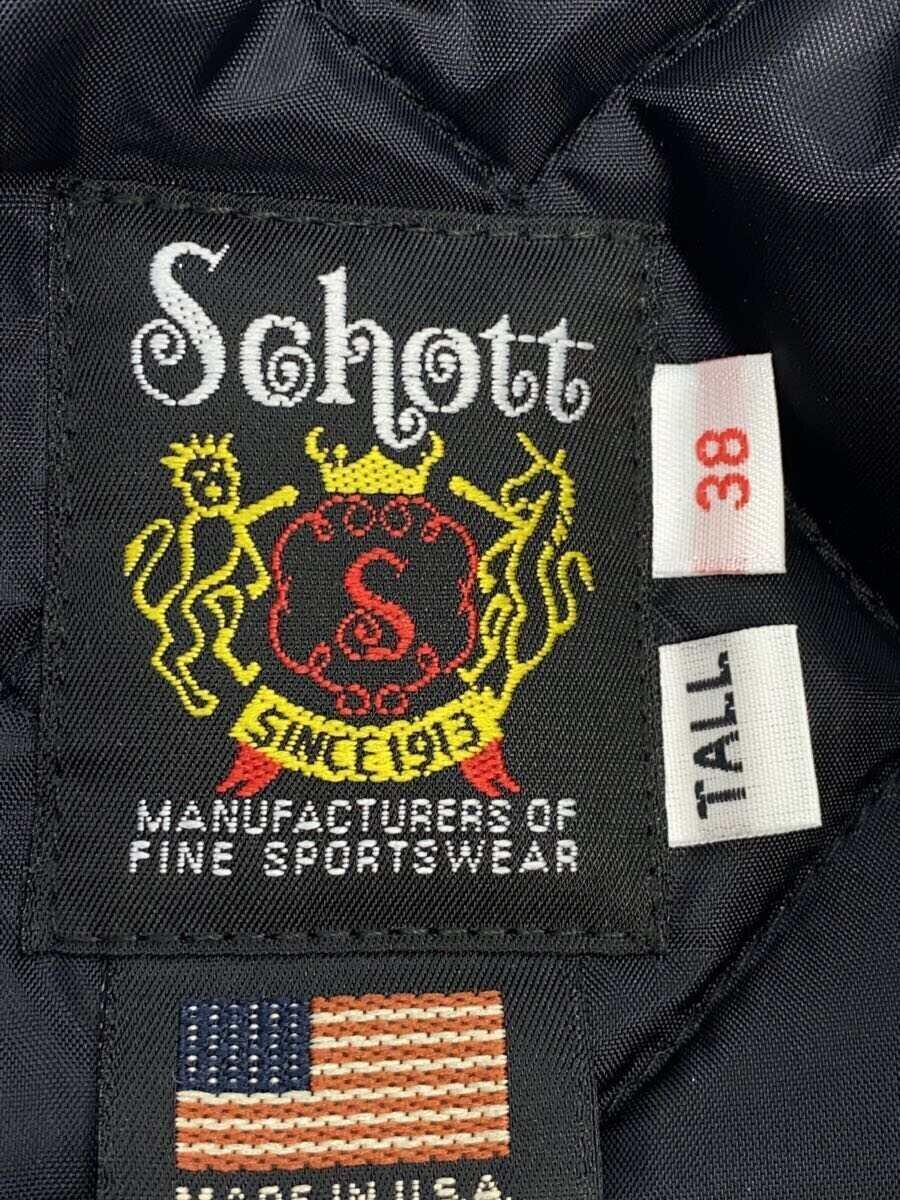 Schott
S
SINCE 1913
MANUFACTURERS OF
FINE SPORTSWEAR
38
TALL
MADE IN U.S.A.